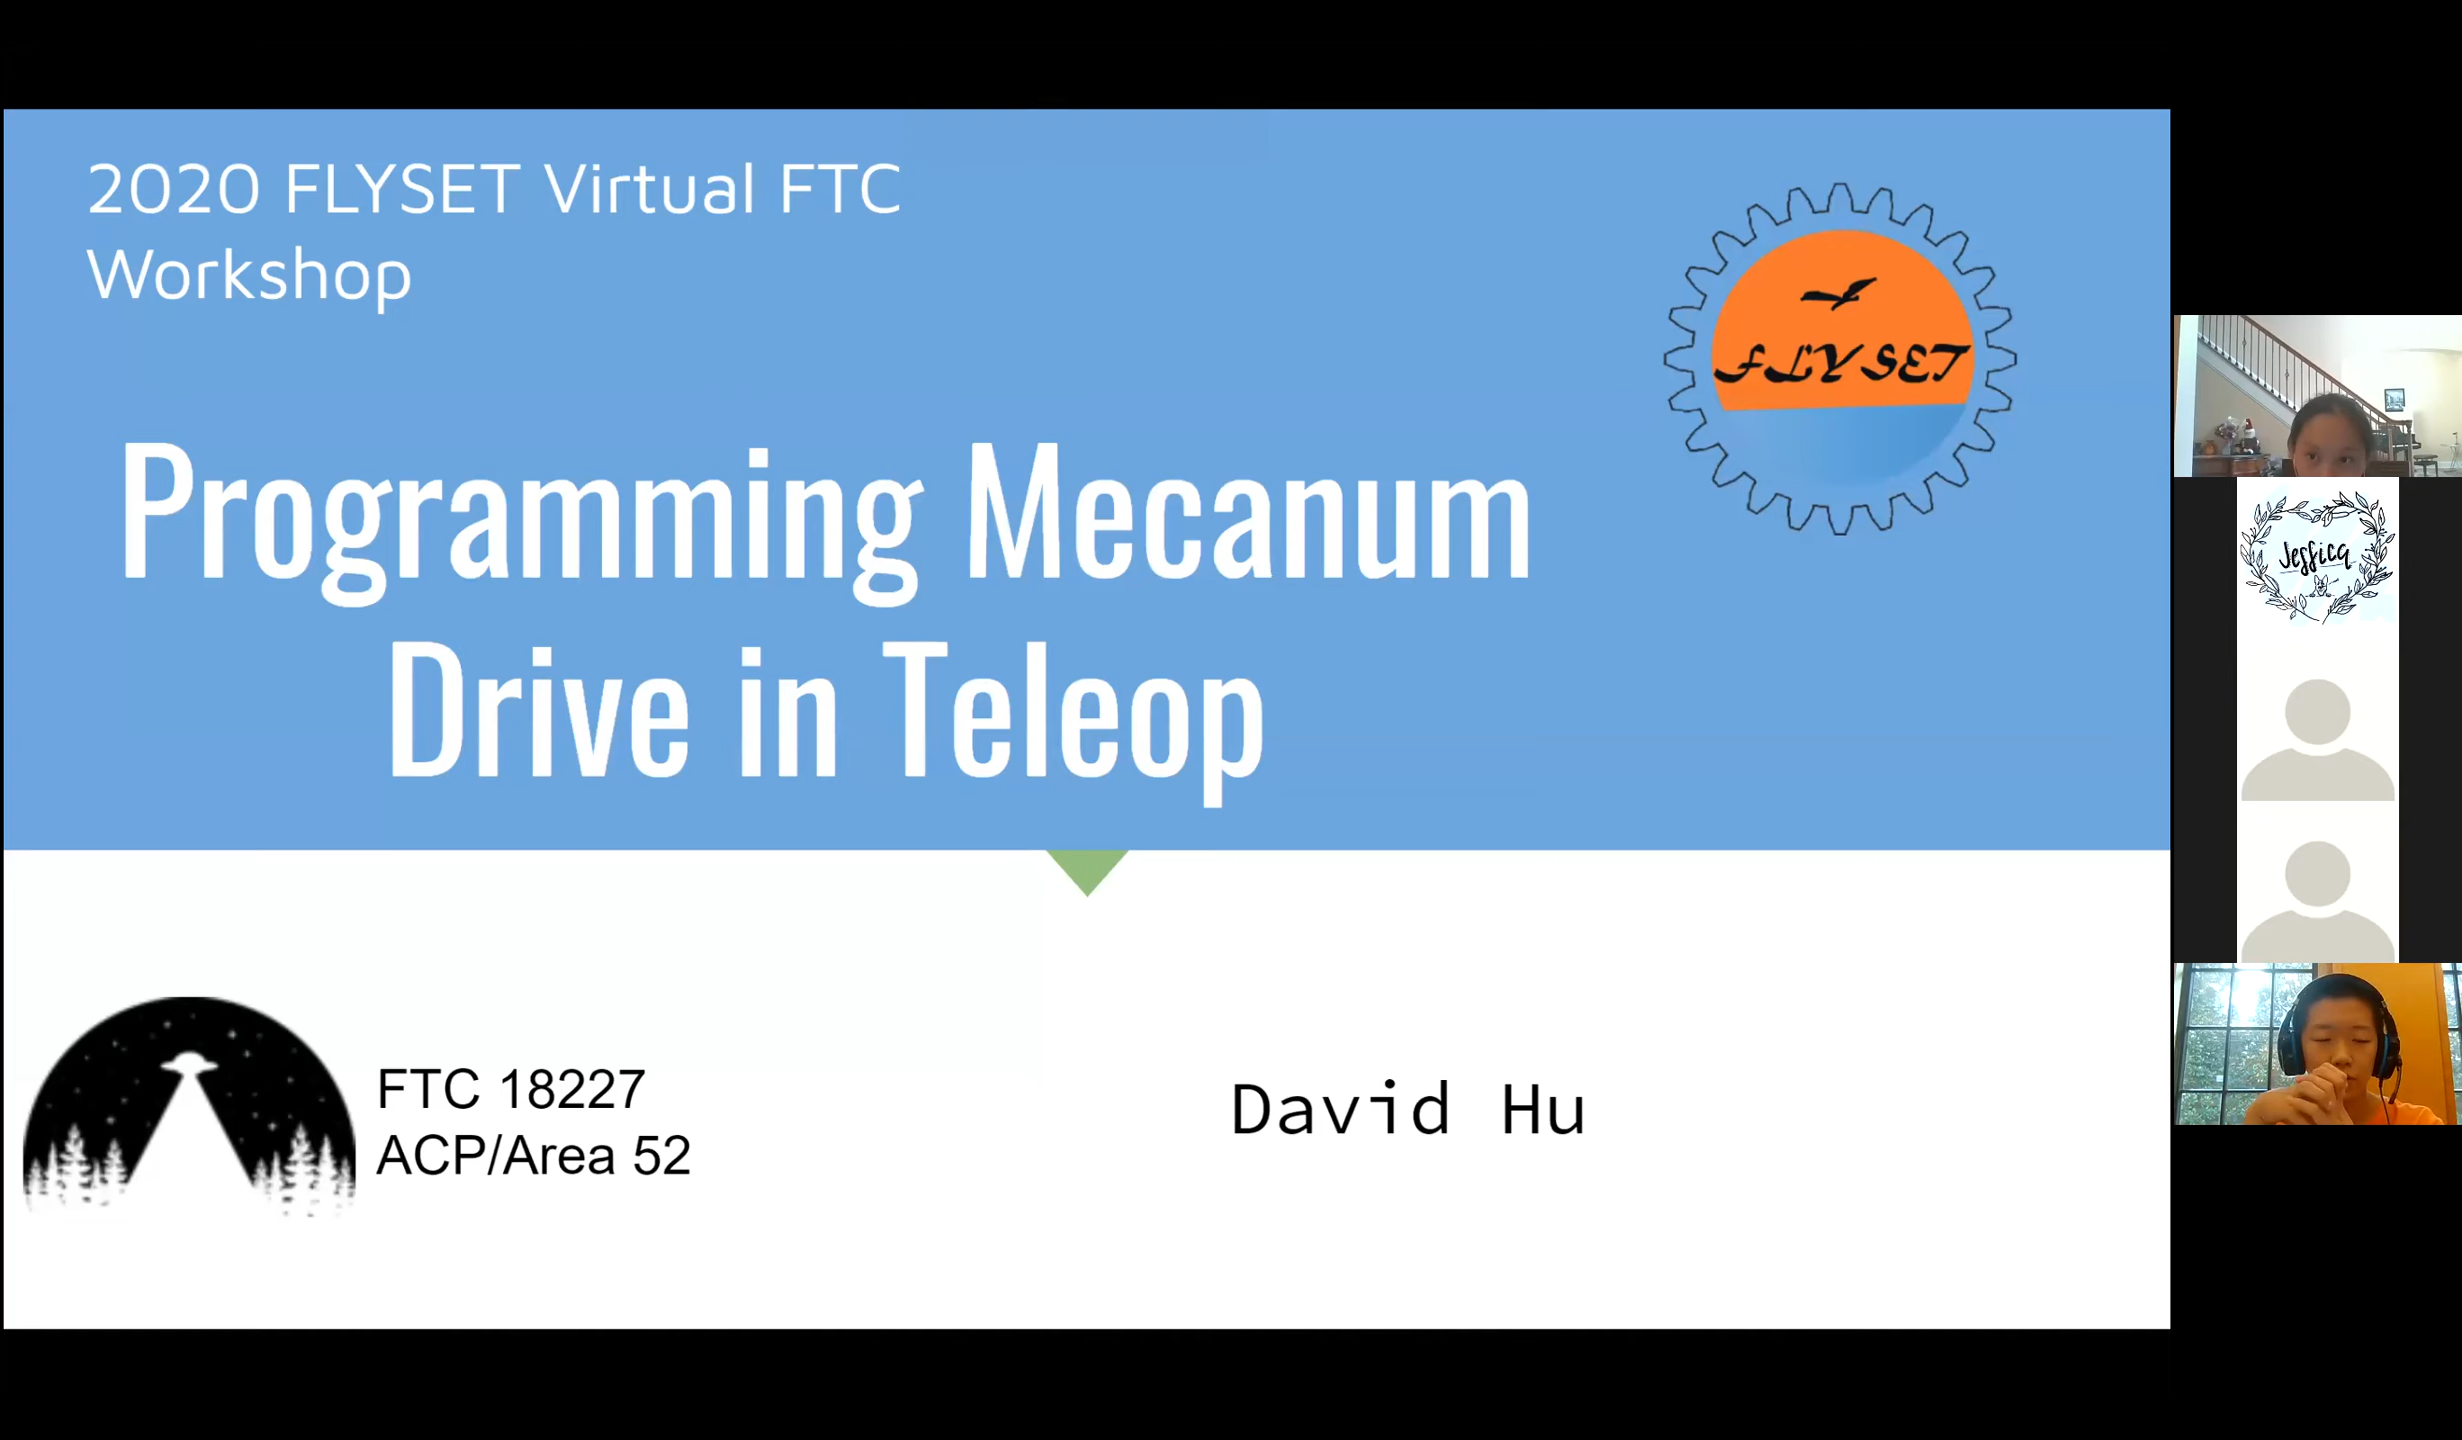 2020 FLYSET Virtual FTC
Workshop
FLYSET
Programming Mecanum
Drive in Teleop
FTC 18227
ACP/Area 52
David Hu
Jessica